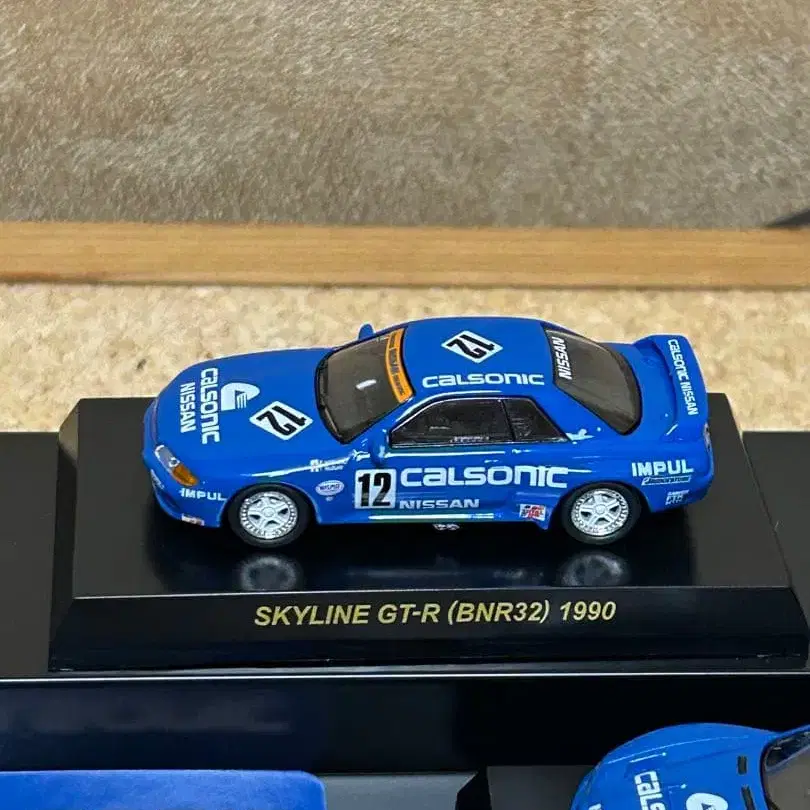 NISSAN
12
CALSONIC
CALSONIC NISSAN
CALSONIC
NISSAN
12
IMPUL
12
CALSONIC
NISSAN
IMPUL
SKYLINE GT-R (BNR32) 1990